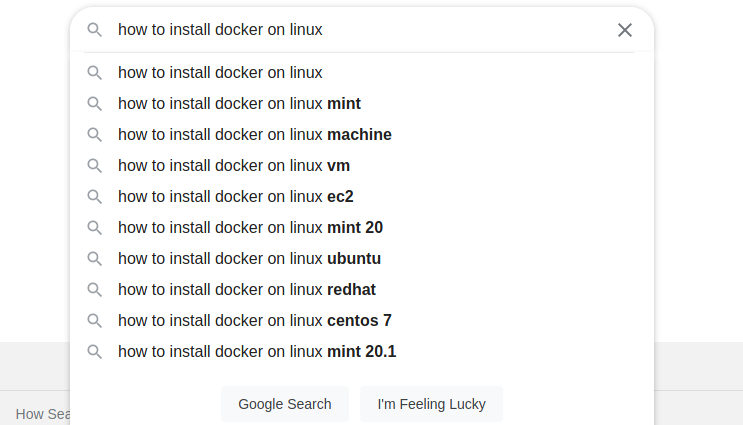 how to install docker on linux
how to install docker on linux
how to install docker on linux mint
how to install docker on linux machine
how to install docker on linux vm
how to install docker on linux ec2
how to install docker on linux mint 20
how to install docker on linux ubuntu
how to install docker on linux redhat
how to install docker on linux centos 7
how to install docker on linux mint 20.1
Google Search I'm Feeling Lucky
How Sea